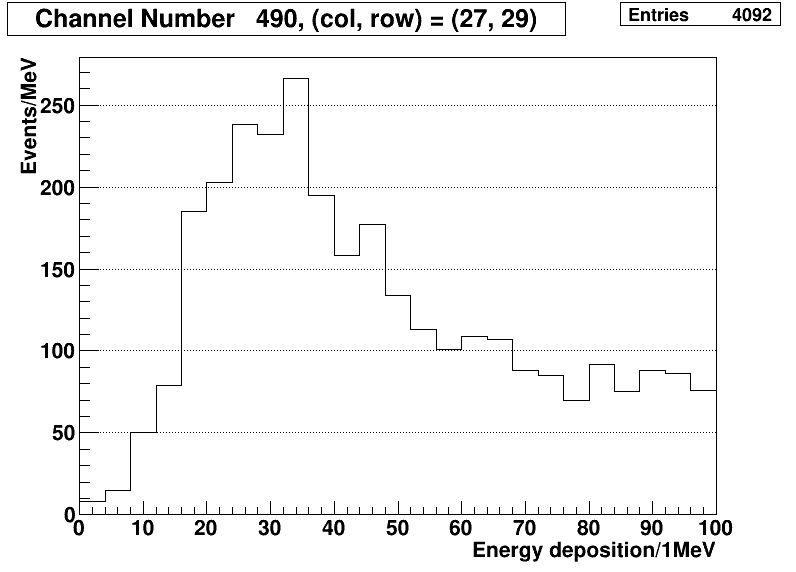 Channel Number 490, (col, row) = (27, 29)
Entries 4092
Events/MeV
250
200
150
100
50
0
0 10 20 30 40 50 60 70 80 90 100
Energy deposition/1MeV